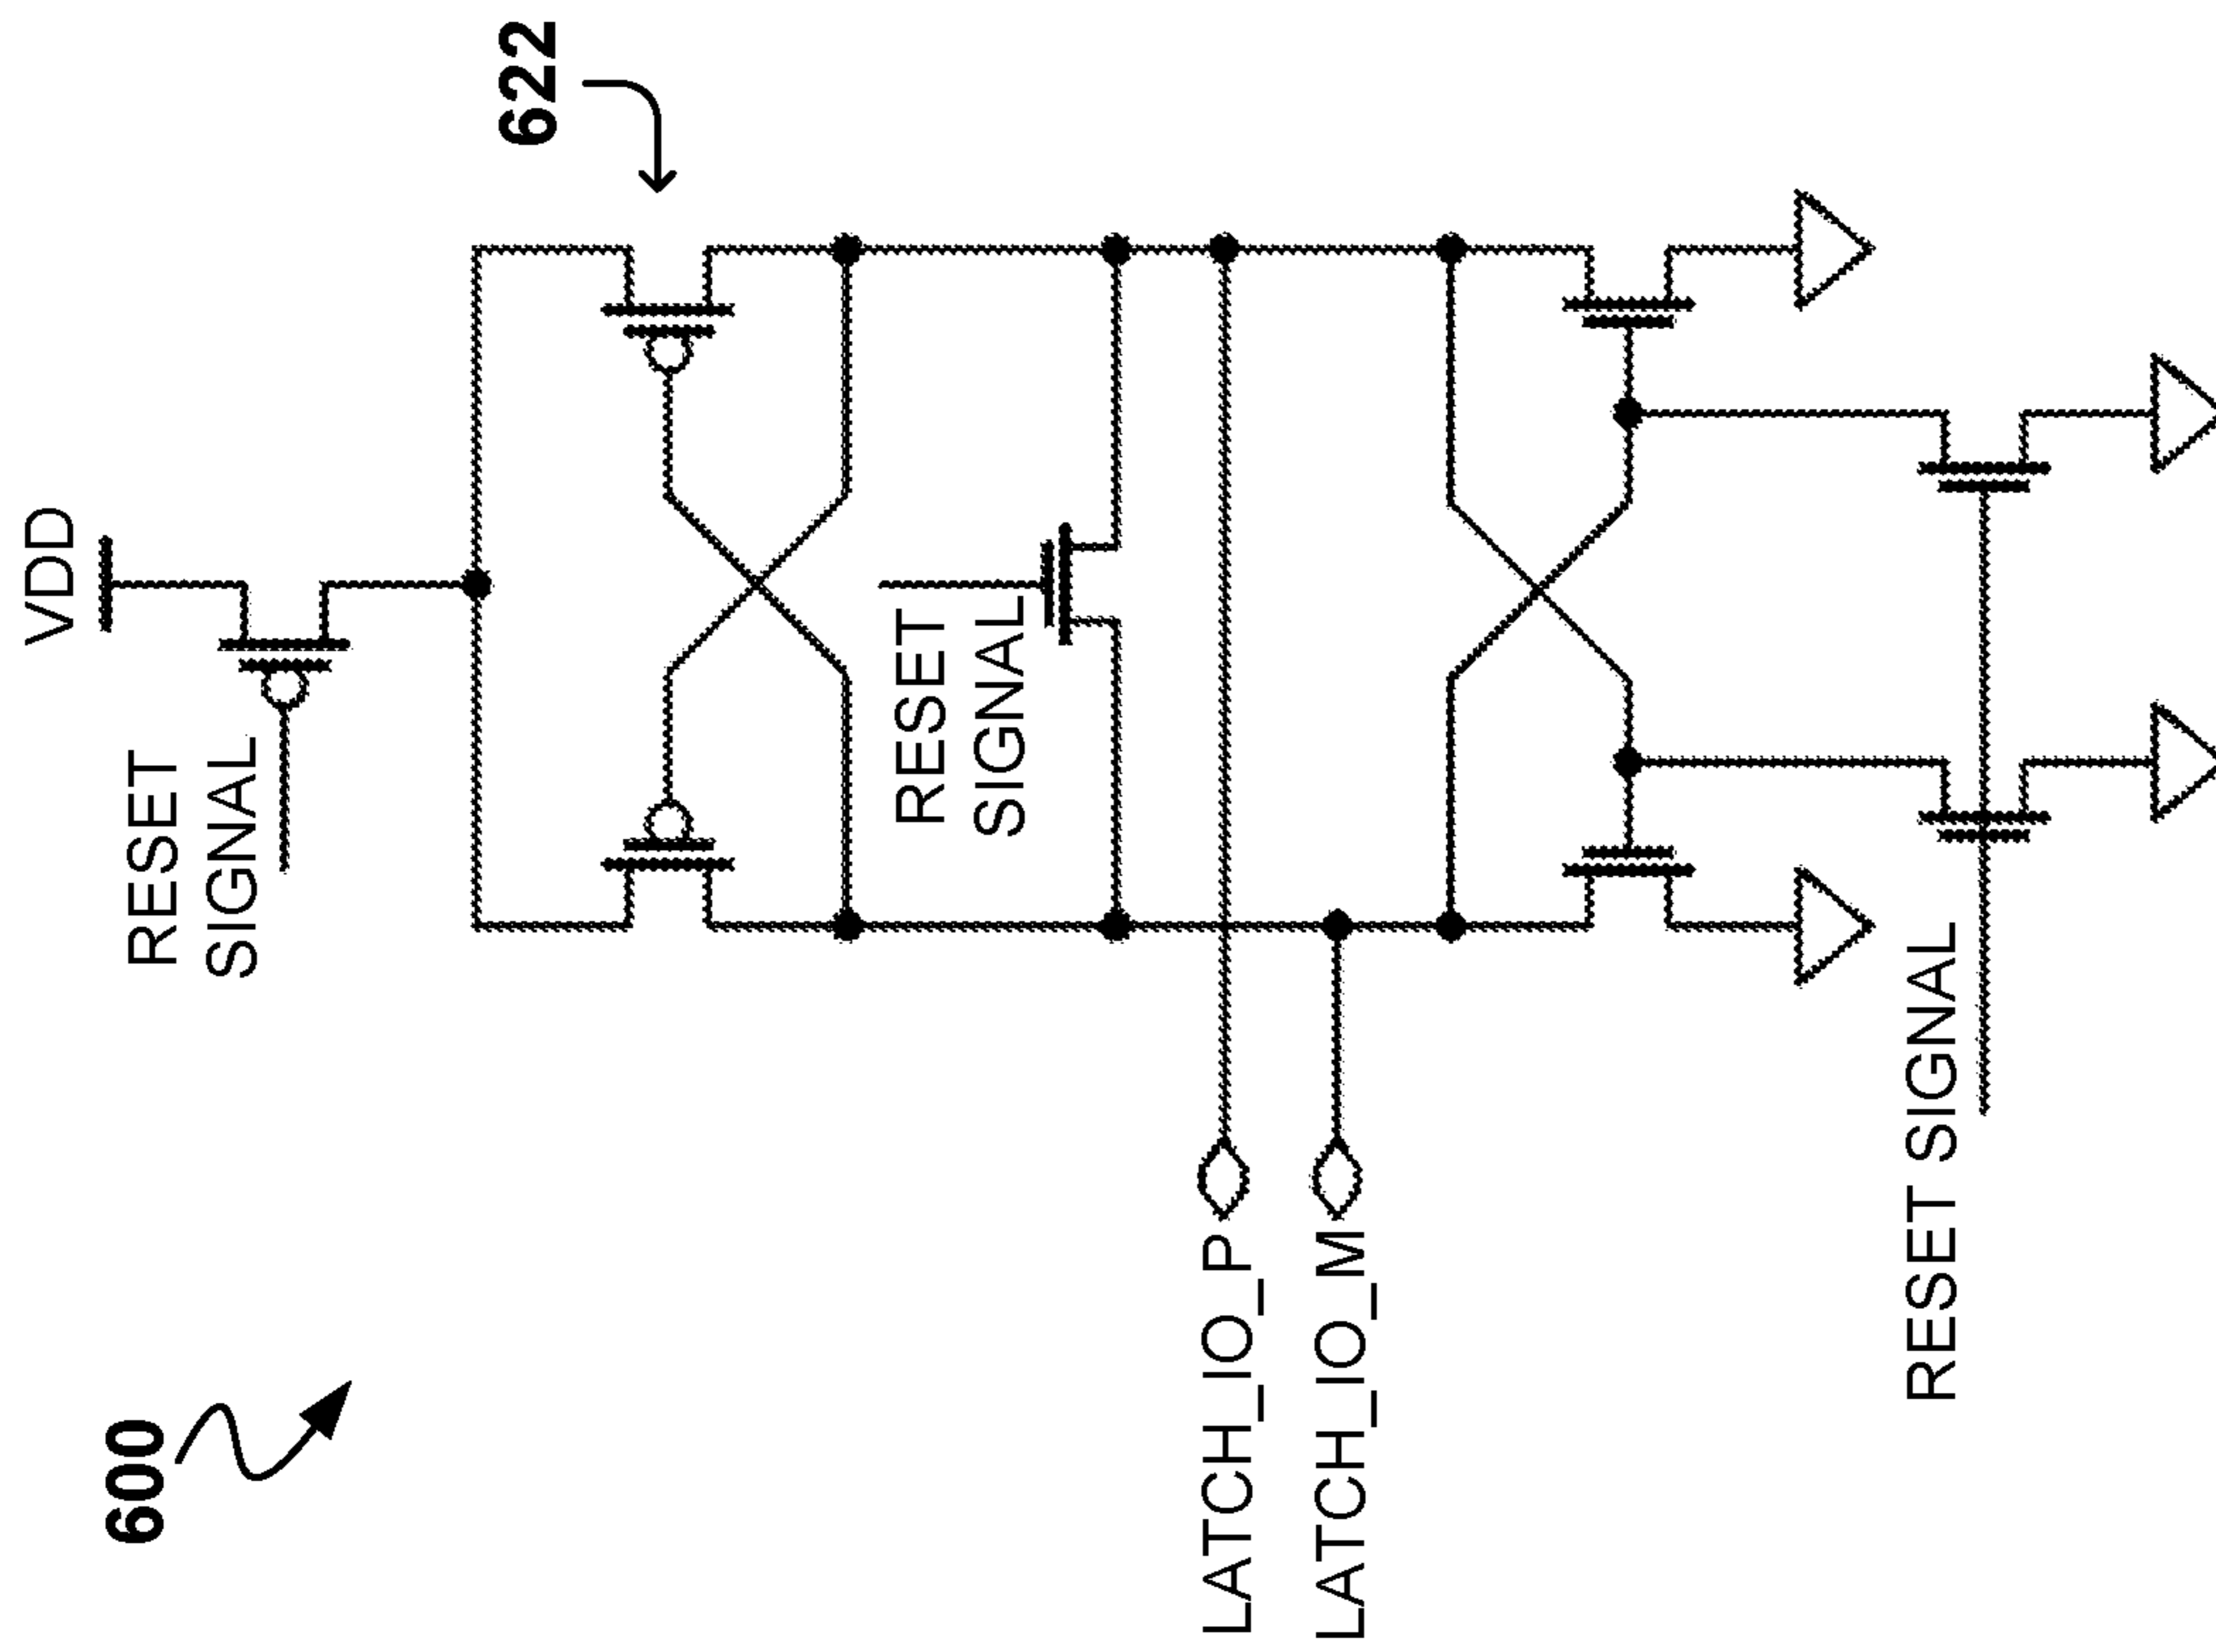 600
VDD
RESET
SIGNAL
622
RESET
SIGNAL
LATCH_IO_P
LATCH_IO_M
RESET SIGNAL